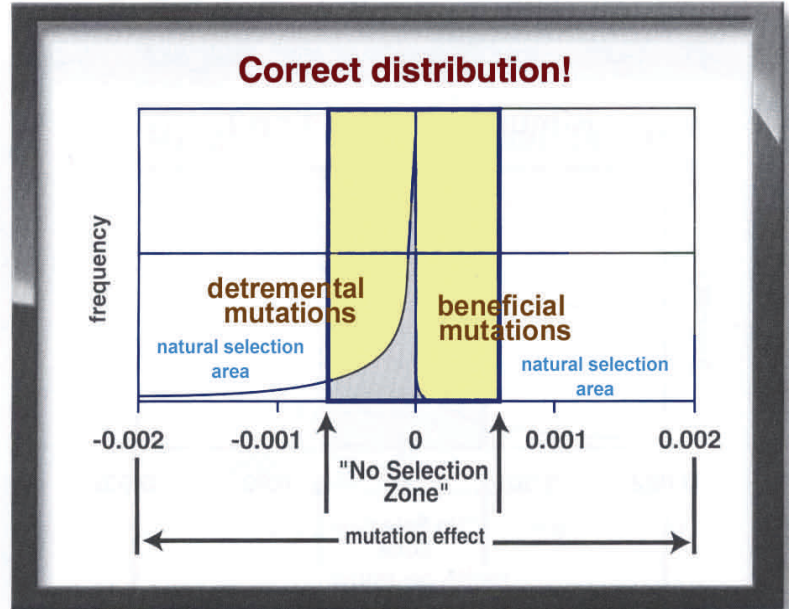 Correct distribution!
frequency
detremental
mutations
beneficial
mutations
natural selection
area
natural selection
area
-0.002
-0.001
0
0.001
0.002
"No Selection
Zone"
mutation effect